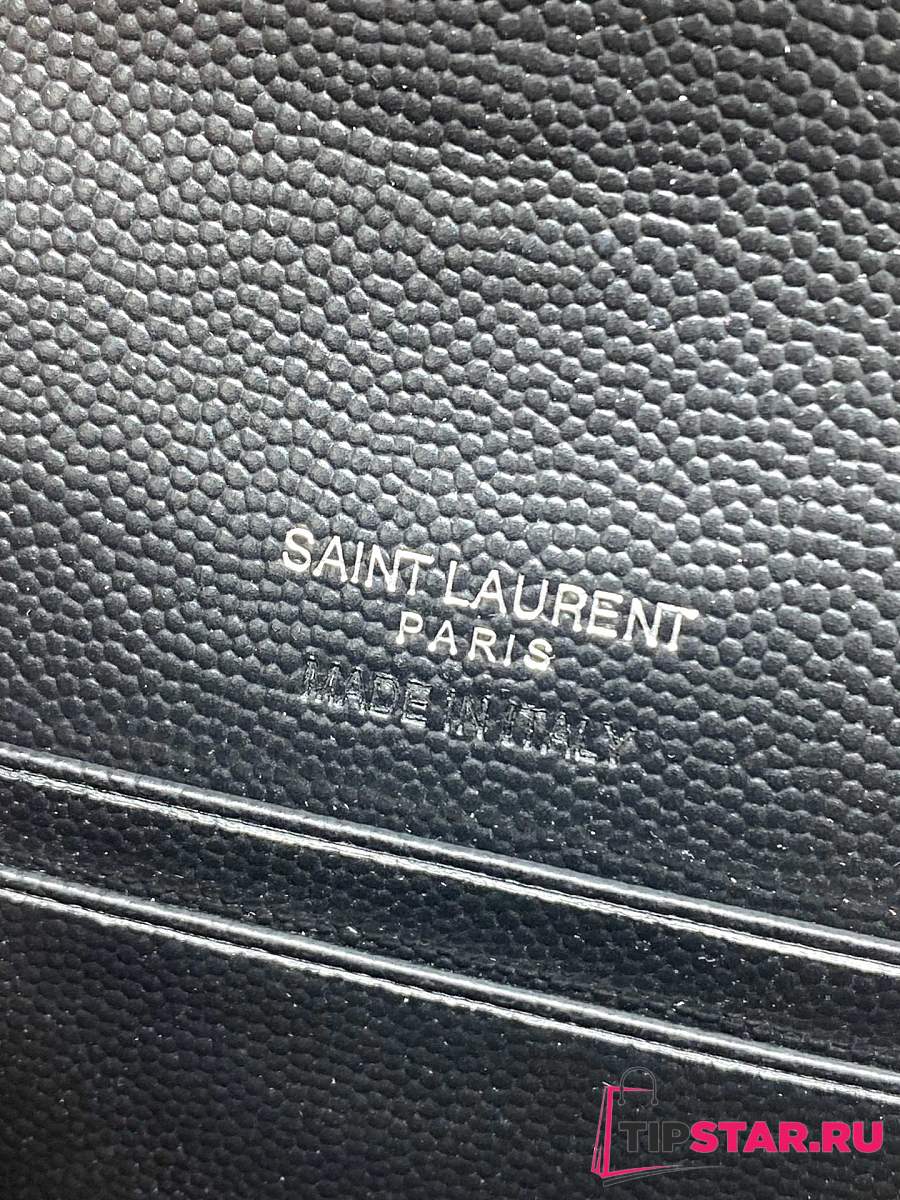 SAINT LAURENT
PARIS
MADE IN ITALY
TIPSTAR.RU